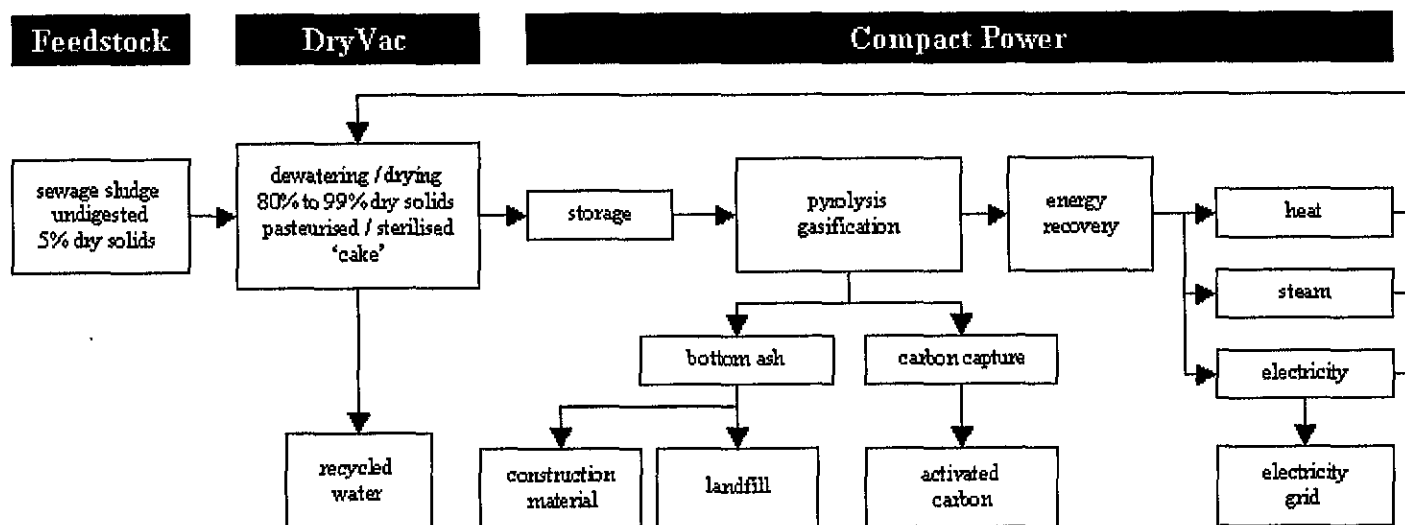 Feedstock
DryVac
Compact Power
sewage sludge
undigested
5% dry solids
dewatering / drying
80% to 99% dry solids
pasteurised / sterilised
‘cake’
storage
pyrolysis
gasification
energy
recovery
heat
steam
electricity
bottom ash
carbon capture
recycled
water
construction
material
landfill
activated
carbon
electricity
grid